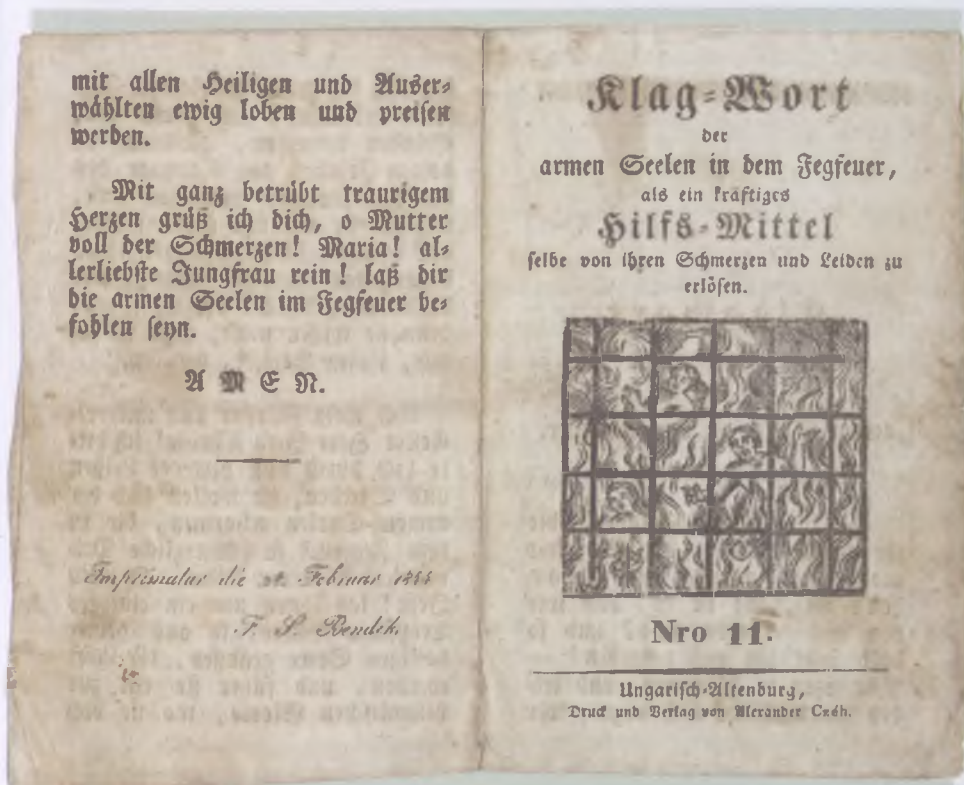 mit allen Heiligen und Auser-
wählten ewig loben und preisen
werden.
Mit ganz betrübt traurigem
Herzen grüß ich dich, o Mutter
voll der Schmerzen! Maria! al-
lerliebste Jungfrau rein! laß dir
die armen Seelen im Fegfeuer be-
fohlen seyn.
AMEN.
Imprimatur die Februar
F. S. Bendik.
Klag-Wort
der
armen Seelen in dem Fegfeuer,
als ein kräftiges
Hilfs-Mittel
selbe von ihren Schmerzen und Leiden zu
erlösen.
Nro 11.
Ungarisch-Altenburg,
Druck und Verlag von Alexander Czéh.